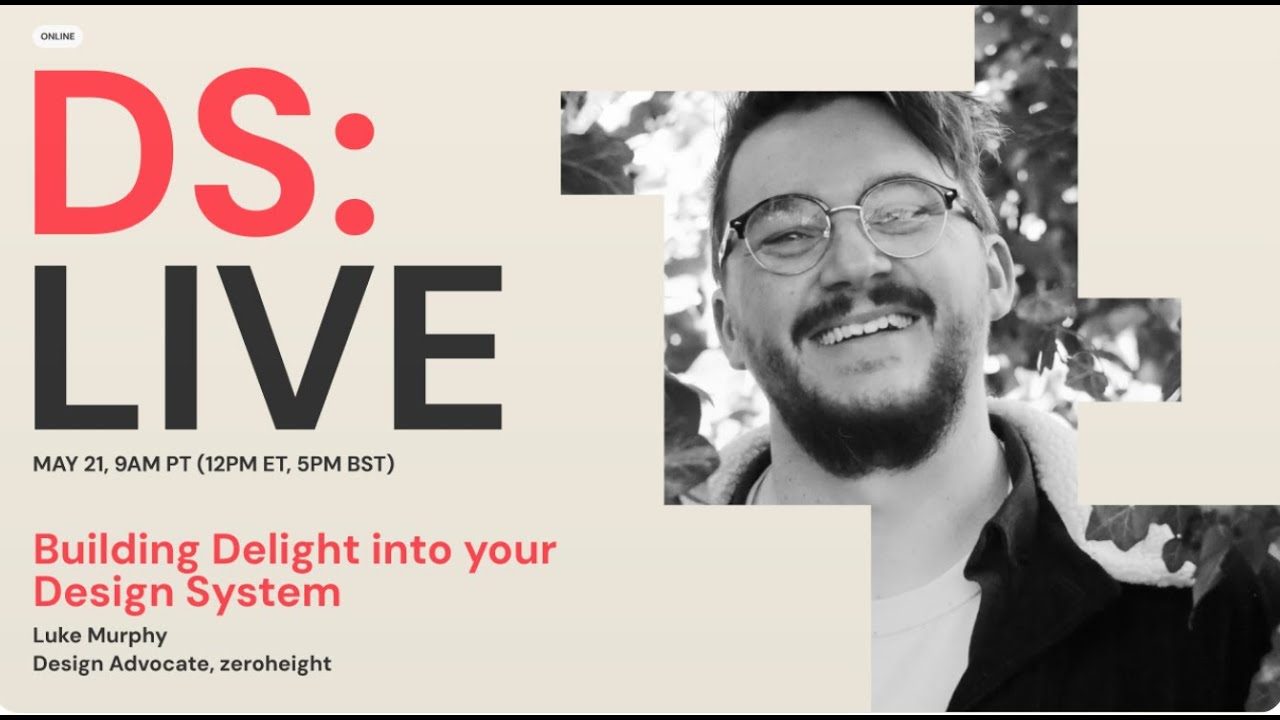 ONLINE
DS:
LIVE
MAY 21, 9AM PT (12PM ET, 5PM BST)
Building Delight into your
Design System
Luke Murphy
Design Advocate, zeroheight